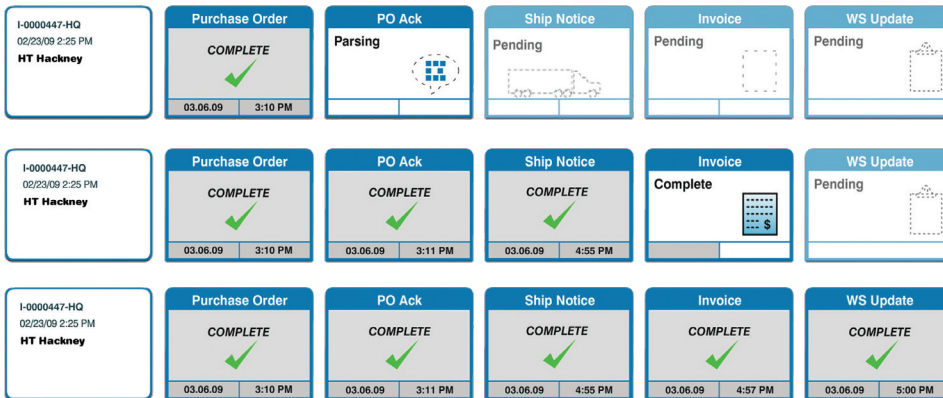 I-0000447-HQ
02/23/09 2:25 PM
HT Hackney
Purchase Order
COMPLETE
03.06.09 3:10 PM
PO Ack
Parsing
Ship Notice
Pending
Invoice
Pending
WS Update
Pending
I-0000447-HQ
02/23/09 2:25 PM
HT Hackney
Purchase Order
COMPLETE
03.06.09 3:10 PM
PO Ack
COMPLETE
03.06.09 3:11 PM
Ship Notice
COMPLETE
03.06.09 4:55 PM
Invoice
Complete
$
WS Update
Pending
I-0000447-HQ
02/23/09 2:25 PM
HT Hackney
Purchase Order
COMPLETE
03.06.09 3:10 PM
PO Ack
COMPLETE
03.06.09 3:11 PM
Ship Notice
COMPLETE
03.06.09 4:55 PM
Invoice
COMPLETE
03.06.09 4:57 PM
WS Update
COMPLETE
03.06.09 5:00 PM